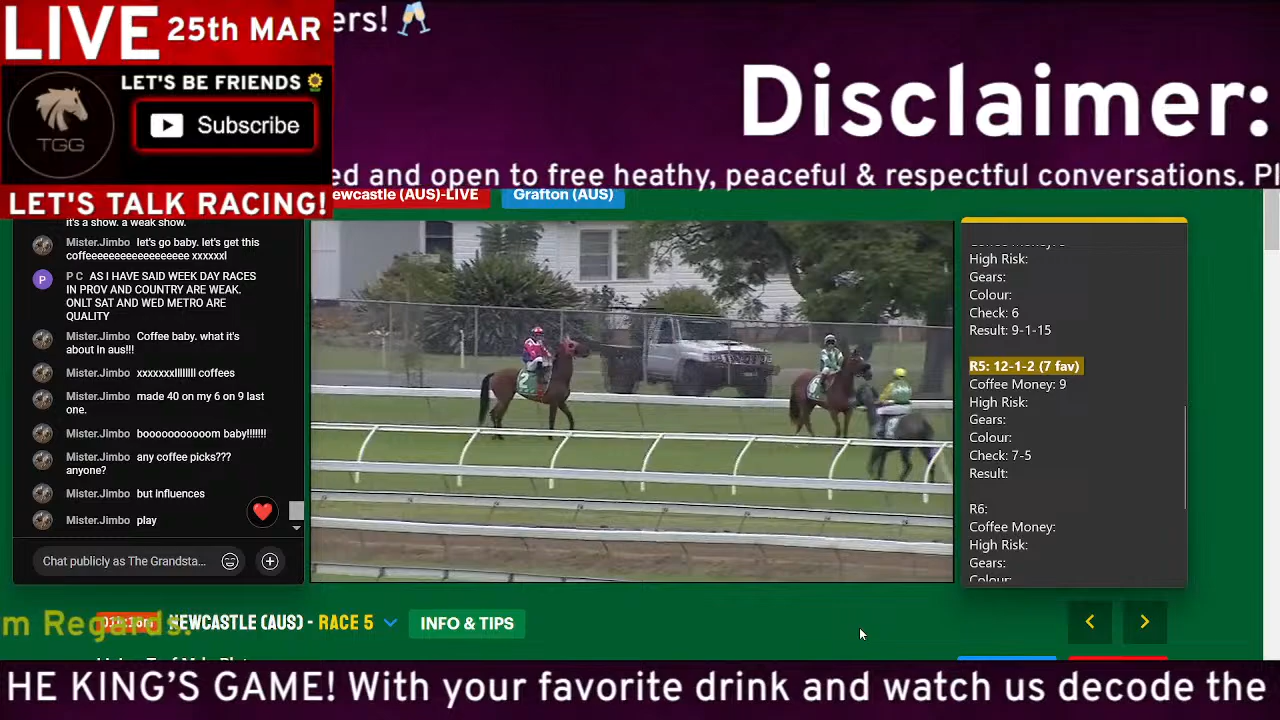 LIVE 25th MAR
ers! 🥂
LET'S BE FRIENDS 🌻
Subscribe
TGG
Disclaimer:
ed and open to free heathy, peaceful & respectful conversations. Pl
LET'S TALK RACING!
ewcastle (AUS)-LIVE
Grafton (AUS)
it's a show. a weak show.
Mister.Jimbo let's go baby. let's get this
coffeeeeeeeeeeeeeeeee xxxxxxl
P
P C AS I HAVE SAID WEEK DAY RACES
IN PROV AND COUNTRY ARE WEAK.
ONLT SAT AND WED METRO ARE
QUALITY
Mister.Jimbo Coffee baby. what it's
about in aus!!!
Mister.Jimbo xxxxxxxllllllll coffees
Mister.Jimbo made 40 on my 6 on 9 last
one.
Mister.Jimbo booooooooooom baby!!!!!!!
Mister.Jimbo any coffee picks???
anyone?
Mister.Jimbo but influences
Mister.Jimbo play
Chat publicly as The Grandsta...
2
High Risk:
Gears:
Colour:
Check: 6
Result: 9-1-15
R5: 12-1-2 (7 fav)
Coffee Money: 9
High Risk:
Gears:
Colour:
Check: 7-5
Result:
R6:
Coffee Money:
High Risk:
Gears:
Colour:
m Regards.
NEWCASTLE (AUS) - RACE 5
INFO & TIPS
HE KING'S GAME! With your favorite drink and watch us decode the